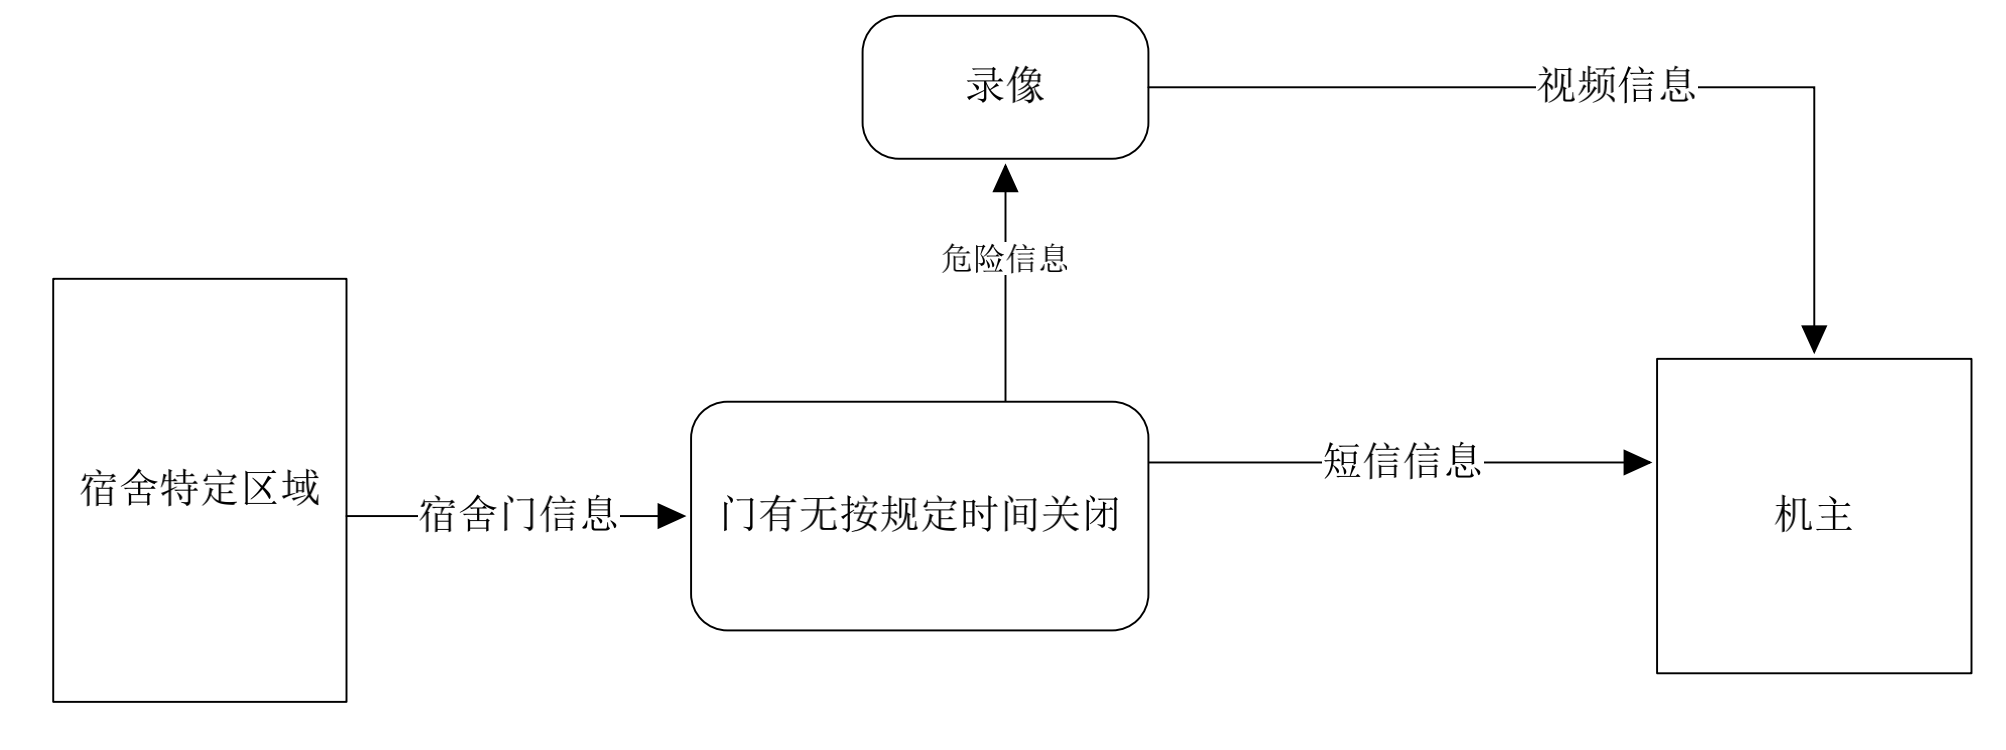 录像
视频信息
危险信息
宿舍特定区域
宿舍门信息
门有无按规定时间关闭
短信信息
机主